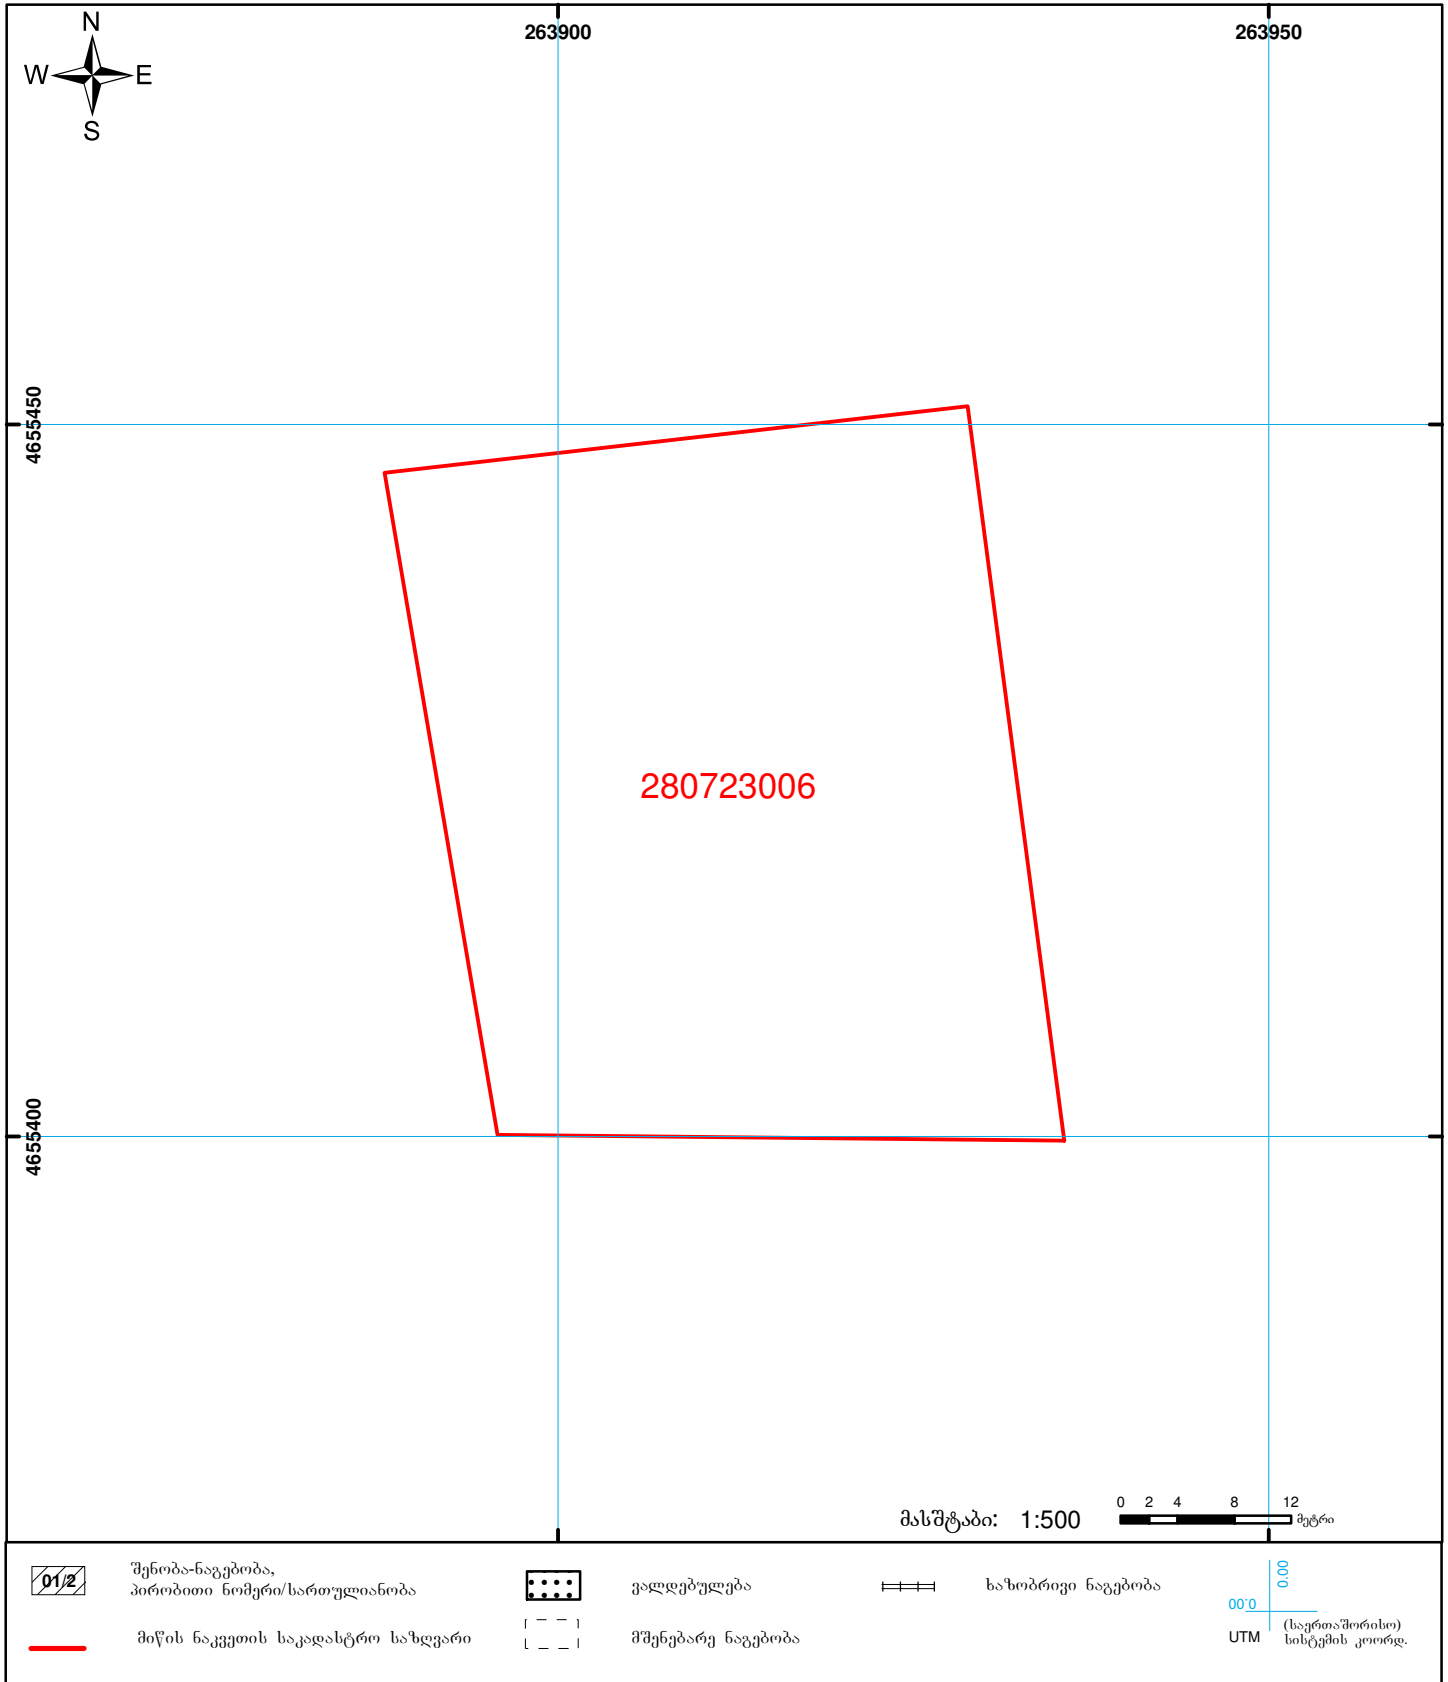 N
263900
263950
W E
S
4655450
280723006
4655400
მასშტაბი: 1:500
0 2 4 8 12
მეტრი
01/2
შენობა-ნაგებობა,
პირობითი ნომერი/სართულიანობა
ვალდებულება
ხაზობრივი ნაგებობა
მიწის ნაკვეთის საკადასტრო საზღვარი
მშენებარე ნაგებობა
00.0
00.0
UTM
(საერთაშორისო)
სისტემის კოორდ.